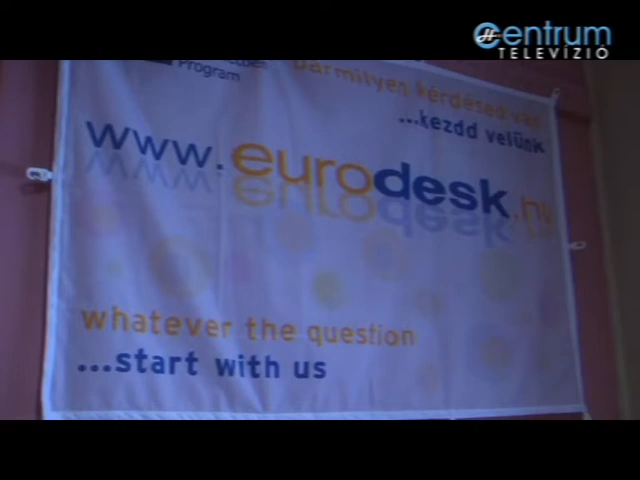 Centrum
TELEVÍZIÓ
Program
bármilyen kérdésed van
...kezdd velünk
www.eurodesk.hu
whatever the question
...start with us